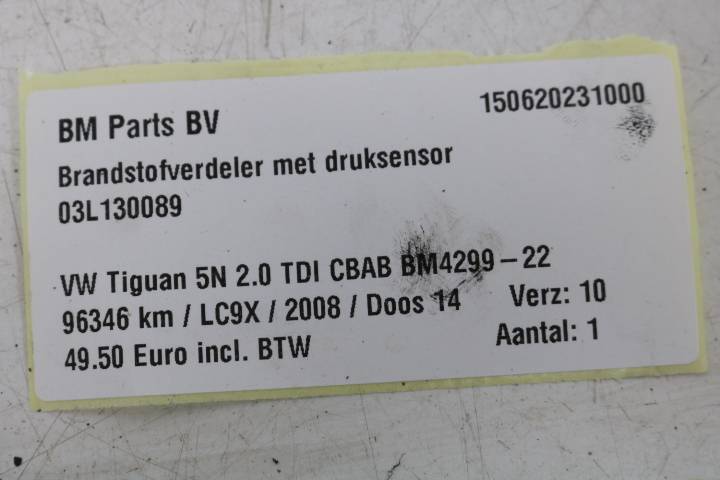 BM Parts BV 150620231000
Brandstofverdeler met druksensor
03L130089
VW Tiguan 5N 2.0 TDI CBAB BM4299-22
96346 km / LC9X / 2008 / Doos 14 Verz: 10
49.50 Euro incl. BTW Aantal: 1